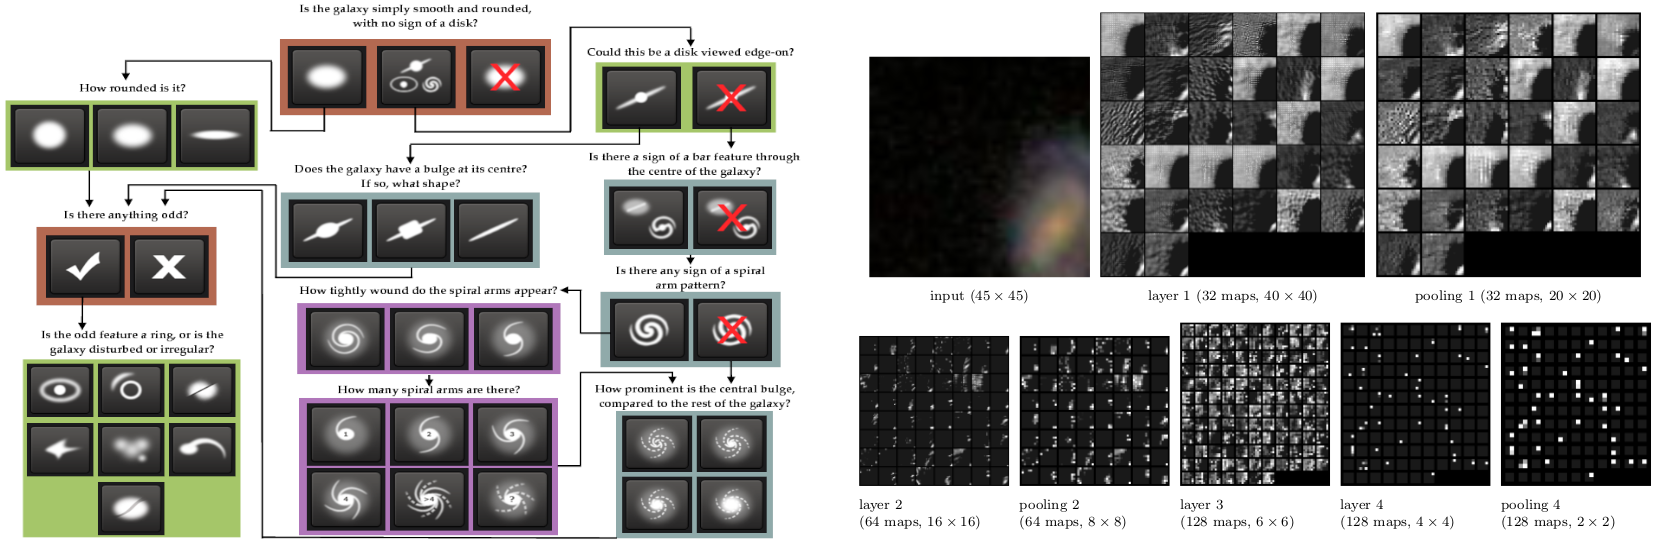 Is the galaxy simply smooth and rounded,
with no sign of a disk?
Could this be a disk viewed edge-on?
How rounded is it?
Does the galaxy have a bulge at its centre?
If so, what shape?
Is there a sign of a bar feature through
the centre of the galaxy?
Is there anything odd?
Is there any sign of a spiral
arm pattern?
How tightly wound do the spiral arms appear?
Is the odd feature a ring, or is the
galaxy disturbed or irregular?
How many spiral arms are there?
1
2
3
4
>4
?
How prominent is the central bulge,
compared to the rest of the galaxy?
input (45 × 45)
layer 1 (32 maps, 40 × 40)
pooling 1 (32 maps, 20 × 20)
layer 2
(64 maps, 16 × 16)
pooling 2
(64 maps, 8 × 8)
layer 3
(128 maps, 6 × 6)
layer 4
(128 maps, 4 × 4)
pooling 4
(128 maps, 2 × 2)